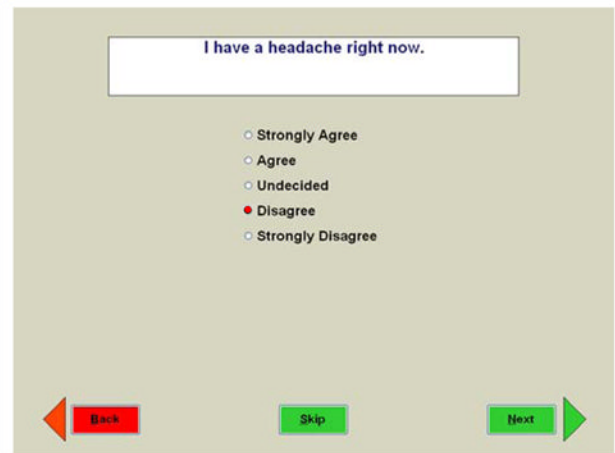 I have a headache right now.
Strongly Agree
Agree
Undecided
Disagree
Strongly Disagree
Back
Skip
Next